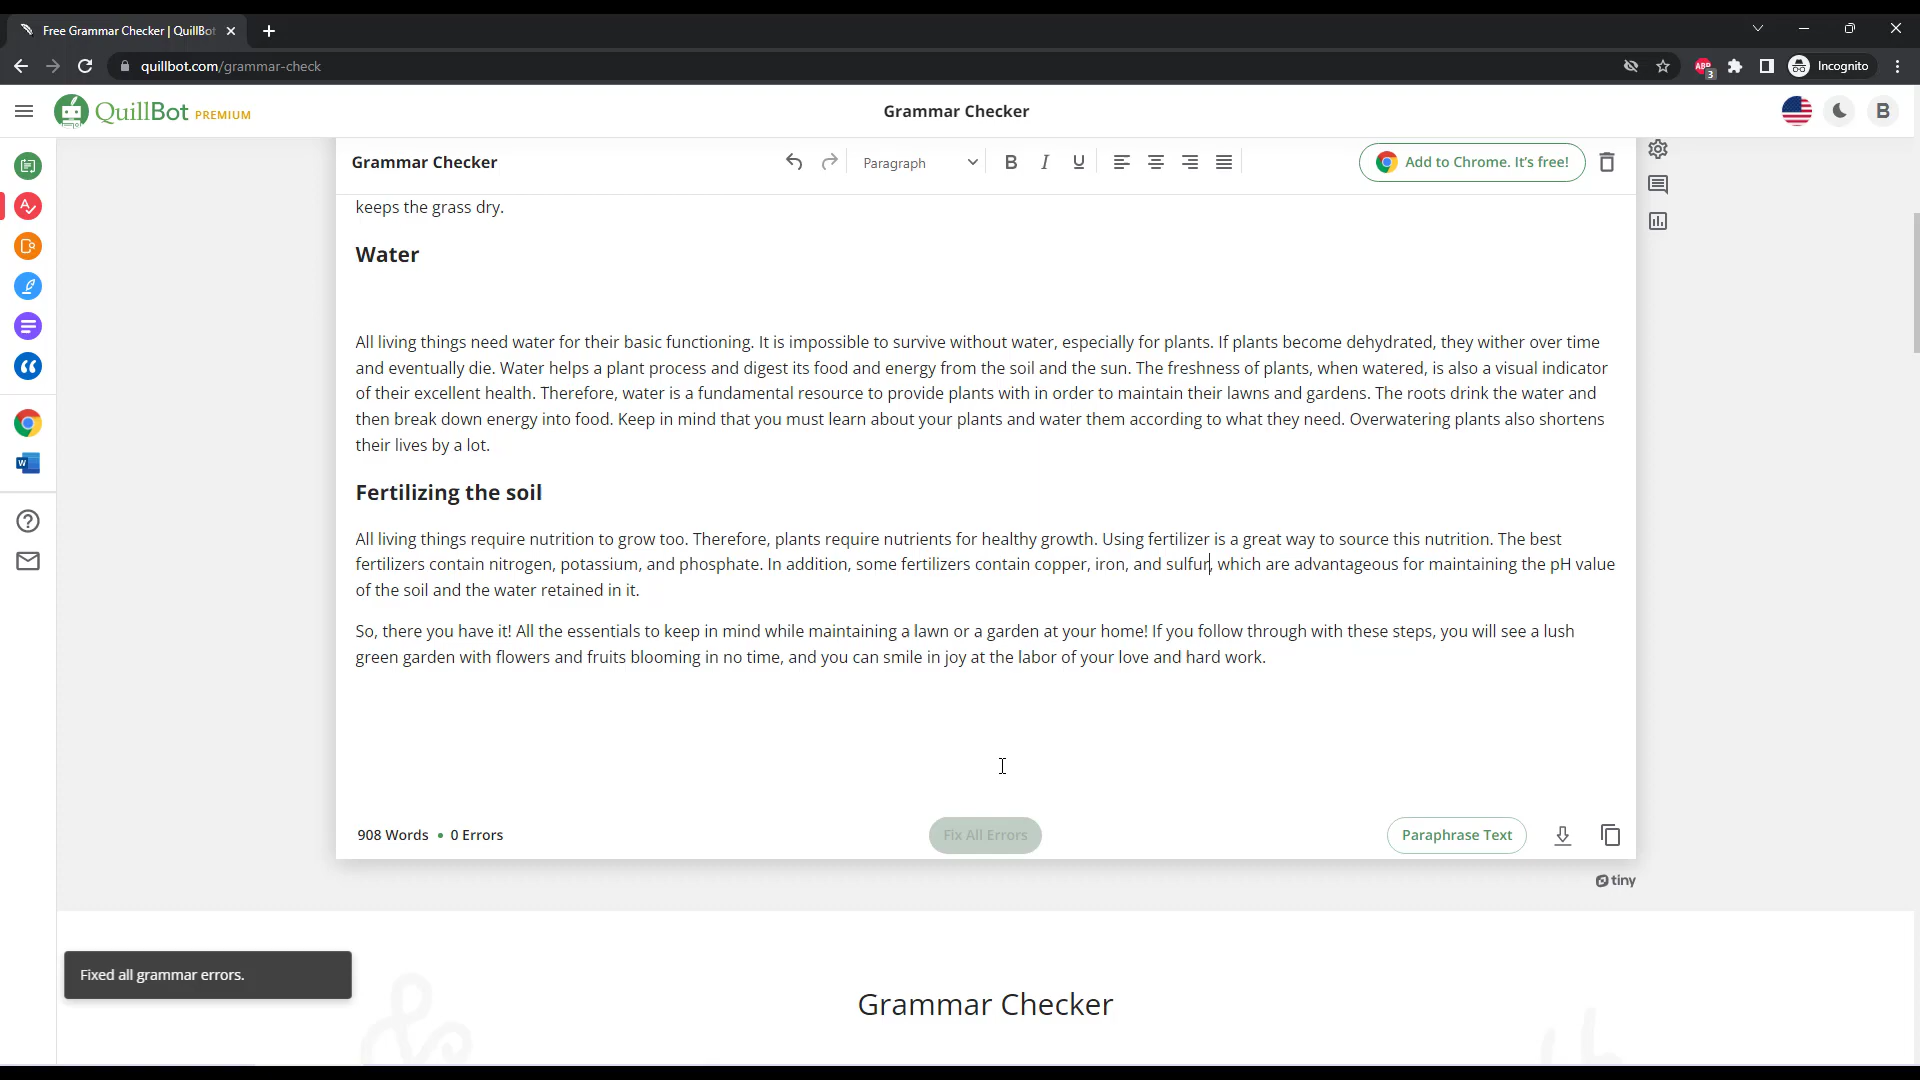 Free Grammar Checker | QuillBot
quillbot.com/grammar-check
ABP
3
Incognito
QuillBot PREMIUM
Grammar Checker
B
Grammar Checker
Paragraph
B I U
Add to Chrome. It's free!
keeps the grass dry.
Water
All living things need water for their basic functioning. It is impossible to survive without water, especially for plants. If plants become dehydrated, they wither over time
and eventually die. Water helps a plant process and digest its food and energy from the soil and the sun. The freshness of plants, when watered, is also a visual indicator
of their excellent health. Therefore, water is a fundamental resource to provide plants with in order to maintain their lawns and gardens. The roots drink the water and
then break down energy into food. Keep in mind that you must learn about your plants and water them according to what they need. Overwatering plants also shortens
their lives by a lot.
Fertilizing the soil
All living things require nutrition to grow too. Therefore, plants require nutrients for healthy growth. Using fertilizer is a great way to source this nutrition. The best
fertilizers contain nitrogen, potassium, and phosphate. In addition, some fertilizers contain copper, iron, and sulfur, which are advantageous for maintaining the pH value
of the soil and the water retained in it.
So, there you have it! All the essentials to keep in mind while maintaining a lawn or a garden at your home! If you follow through with these steps, you will see a lush
green garden with flowers and fruits blooming in no time, and you can smile in joy at the labor of your love and hard work.
908 Words • 0 Errors
Fix All Errors
Paraphrase Text
tiny
Fixed all grammar errors.
Grammar Checker